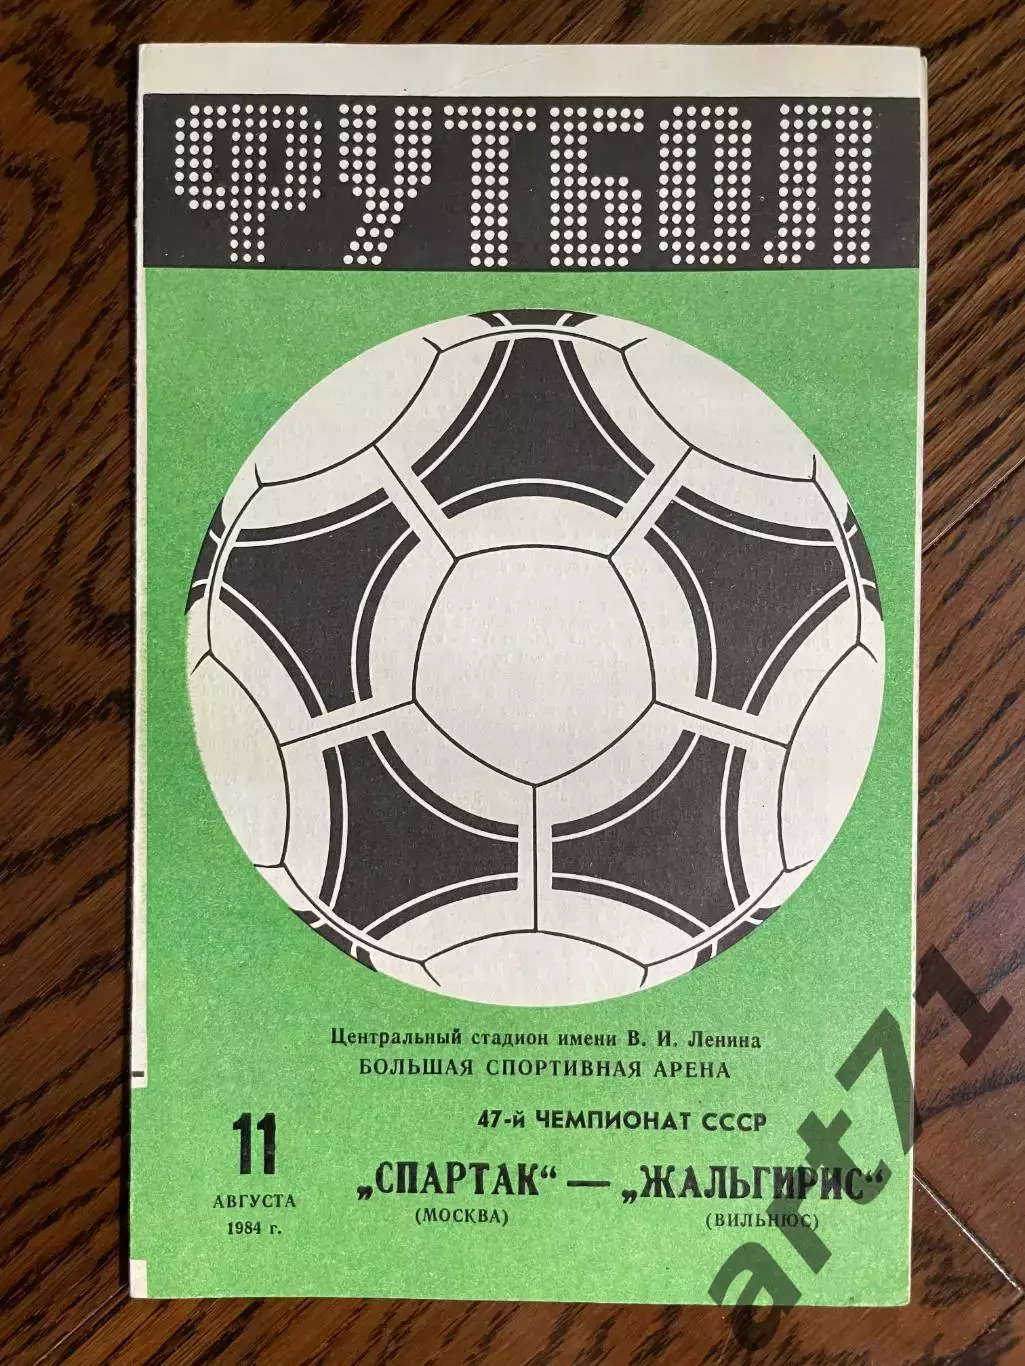 ФУТБОЛ
Центральный стадион имени В. И. Ленина
БОЛЬШАЯ СПОРТИВНАЯ АРЕНА
47-й ЧЕМПИОНАТ СССР
11
АВГУСТА
1984 г.
„СПАРТАК“ — „ЖАЛЬГИРИС“
(МОСКВА)
(ВИЛЬНЮС)
art71